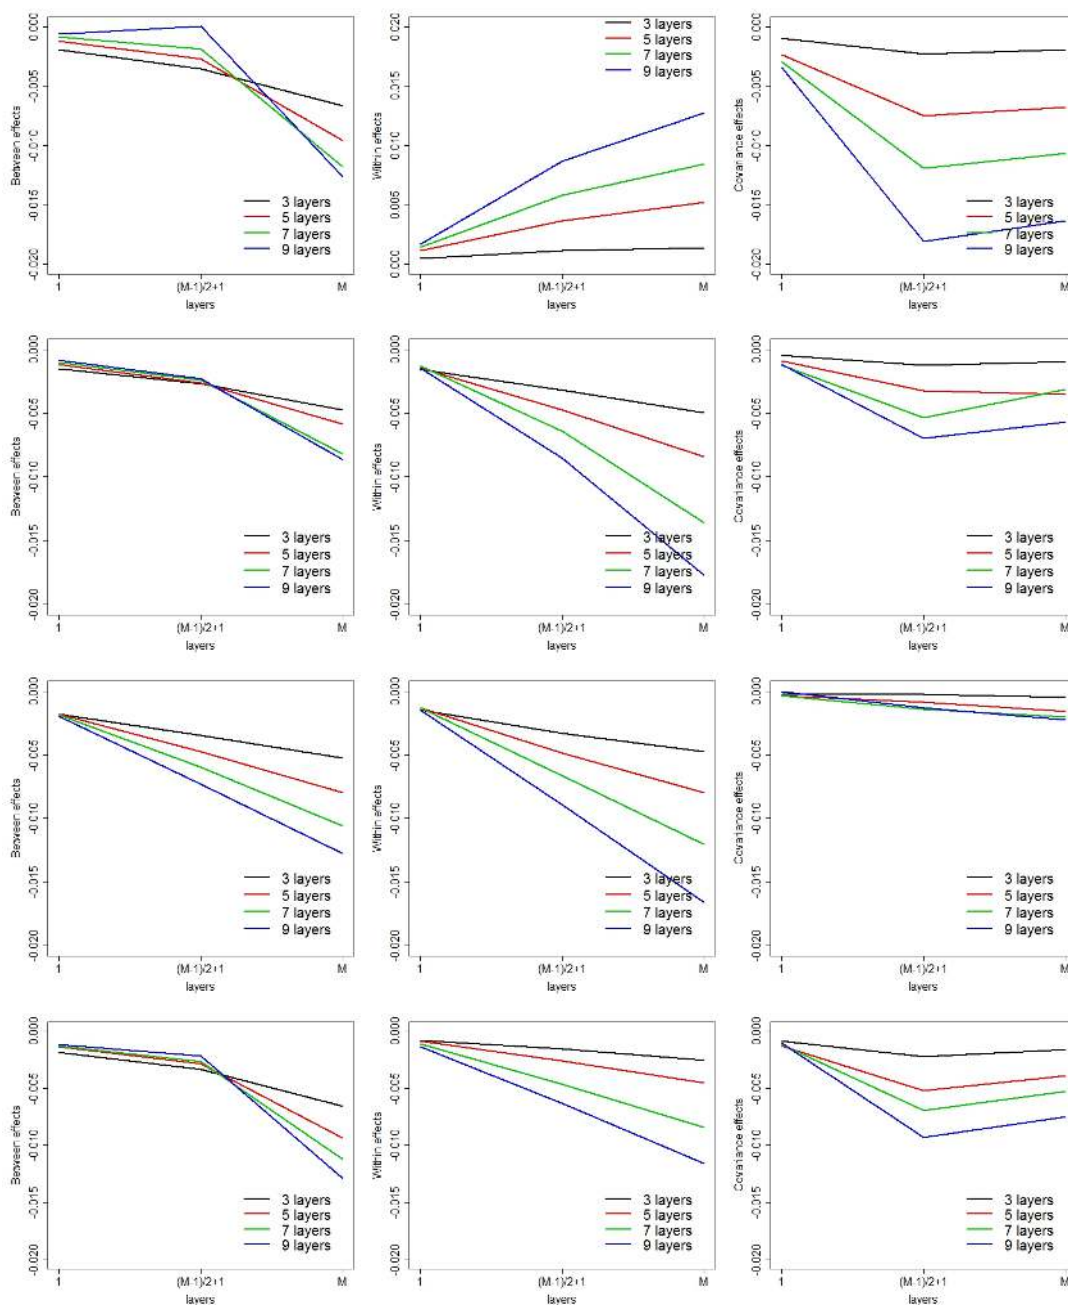 Between effects
0.000
-0.005
-0.010
-0.015
-0.020
3 layers
5 layers
7 layers
9 layers
1 (M-1)/2+1 M
layers
Within effects
0.020
0.015
0.010
0.005
0.000
3 layers
5 layers
7 layers
9 layers
1 (M-1)/2+1 M
layers
Covariance effects
0.000
-0.005
-0.010
-0.015
-0.020
3 layers
5 layers
7 layers
9 layers
1 (M-1)/2+1 M
layers
Between effects
0.000
-0.005
-0.010
-0.015
-0.020
3 layers
5 layers
7 layers
9 layers
1 (M-1)/2+1 M
layers
Within effects
0.000
-0.005
-0.010
-0.015
-0.020
3 layers
5 layers
7 layers
9 layers
1 (M-1)/2+1 M
layers
Covariance effects
0.000
-0.005
-0.010
-0.015
-0.020
3 layers
5 layers
7 layers
9 layers
1 (M-1)/2+1 M
layers
Between effects
0.000
-0.005
-0.010
-0.015
-0.020
3 layers
5 layers
7 layers
9 layers
1 (M-1)/2+1 M
layers
Within effects
0.000
-0.005
-0.010
-0.015
-0.020
3 layers
5 layers
7 layers
9 layers
1 (M-1)/2+1 M
layers
Covariance effects
0.000
-0.005
-0.010
-0.015
-0.020
3 layers
5 layers
7 layers
9 layers
1 (M-1)/2+1 M
layers
Between effects
0.000
-0.005
-0.010
-0.015
-0.020
3 layers
5 layers
7 layers
9 layers
1 (M-1)/2+1 M
layers
Within effects
0.000
-0.005
-0.010
-0.015
-0.020
3 layers
5 layers
7 layers
9 layers
1 (M-1)/2+1 M
layers
Covariance effects
0.000
-0.005
-0.010
-0.015
-0.020
3 layers
5 layers
7 layers
9 layers
1 (M-1)/2+1 M
layers